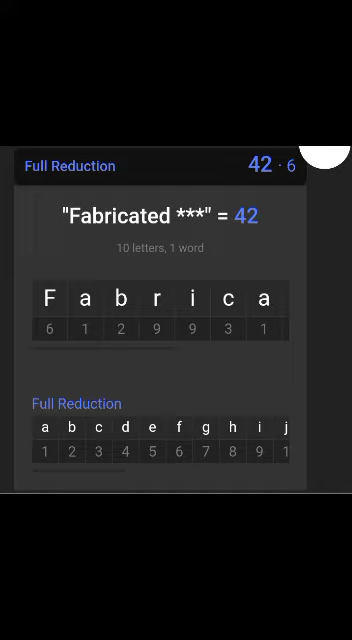 Full Reduction 42 · 6
"Fabricated ***" = 42
10 letters, 1 word
F a b r i c a
6 1 2 9 9 3 1
Full Reduction
a b c d e f g h i j
1 2 3 4 5 6 7 8 9 1